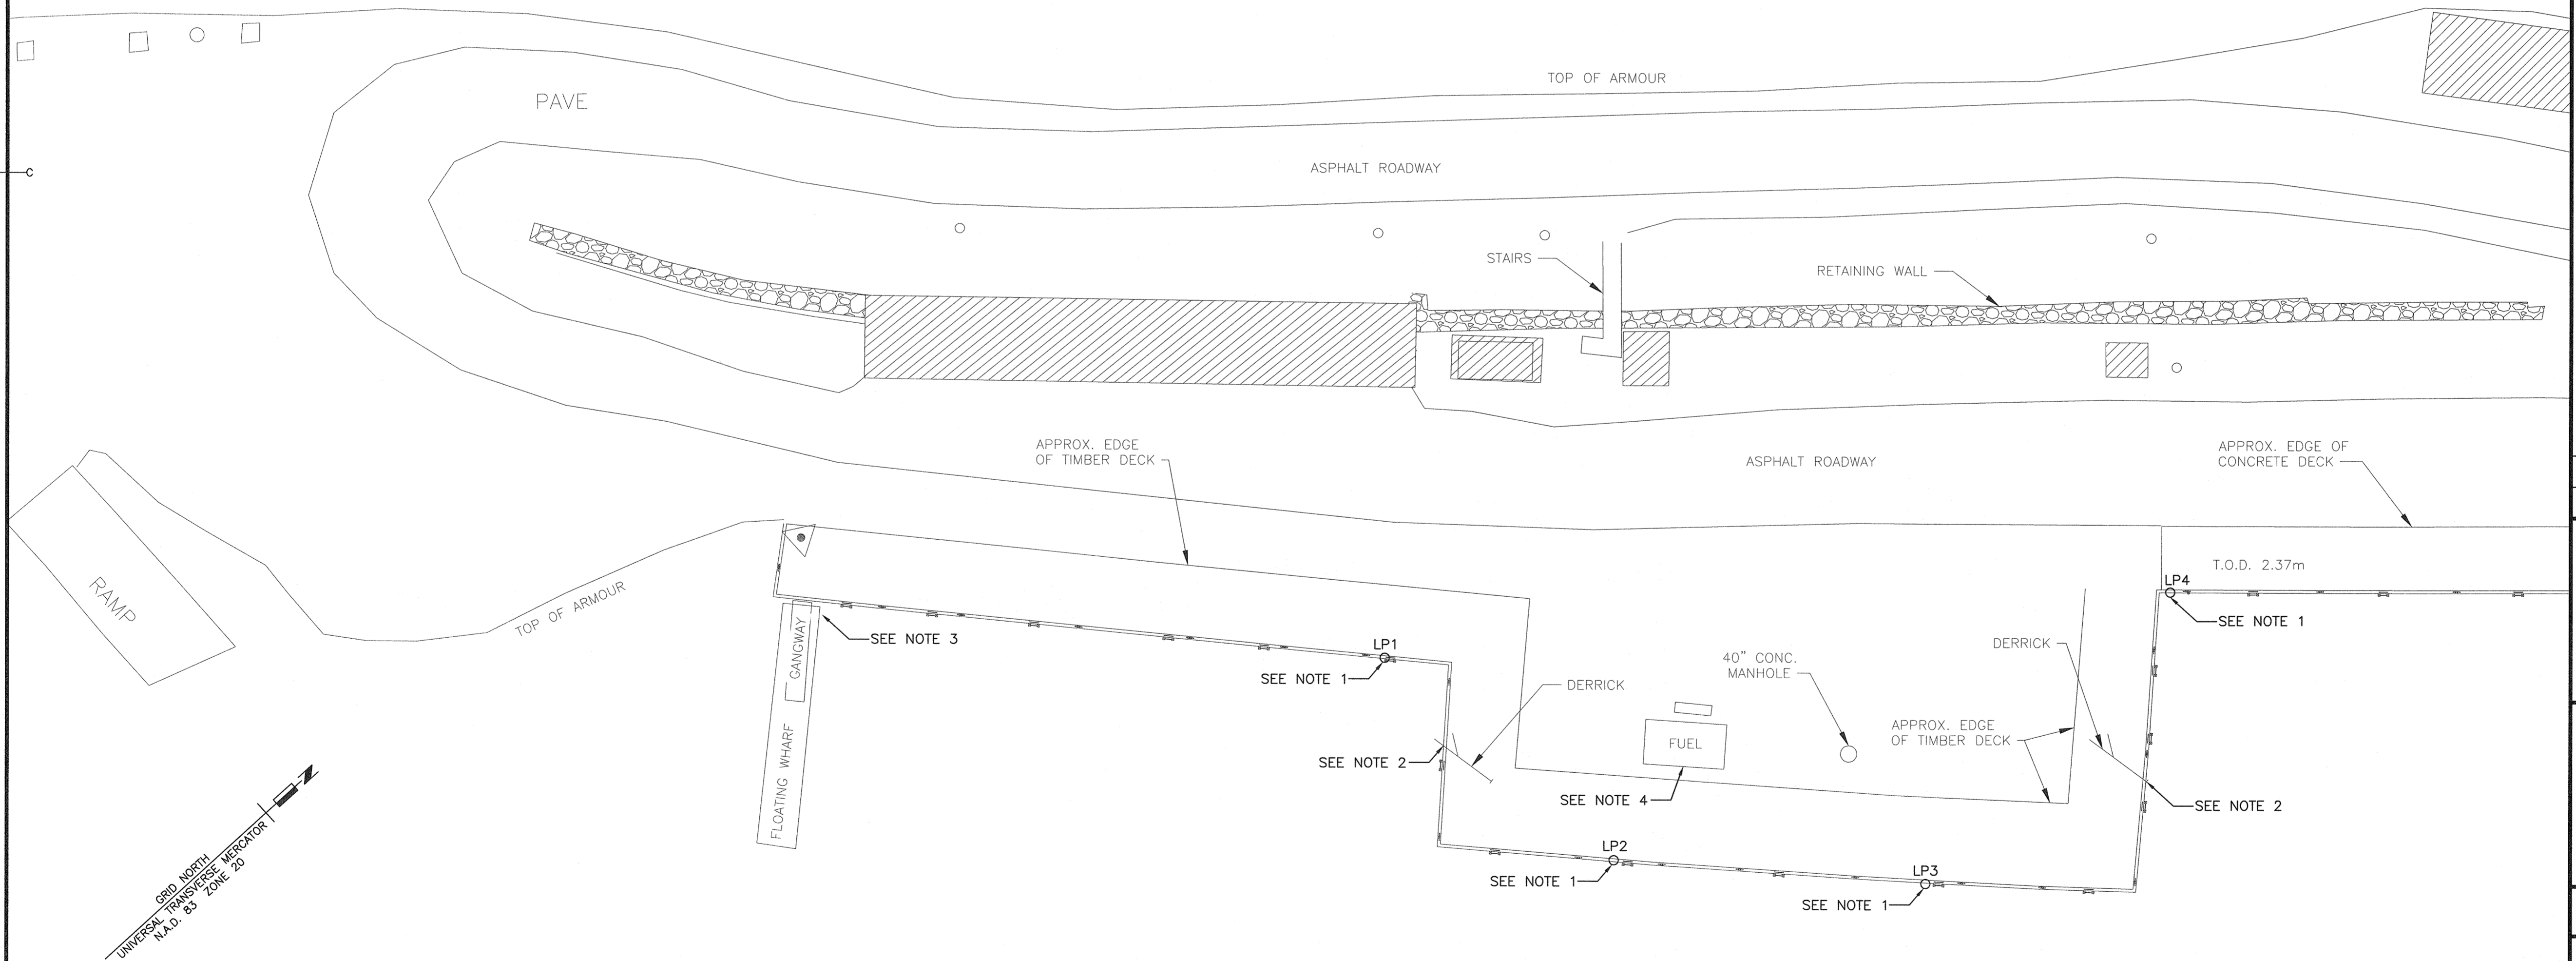 TOP OF ARMOUR
PAVE
ASPHALT ROADWAY
C
STAIRS
RETAINING WALL
APPROX. EDGE
OF TIMBER DECK
ASPHALT ROADWAY
APPROX. EDGE OF
CONCRETE DECK
T.O.D. 2.37m
RAMP
TOP OF ARMOUR
LP4
SEE NOTE 1
GANGWAY
SEE NOTE 3
LP1
SEE NOTE 1
DERRICK
40" CONC.
MANHOLE
DERRICK
FLOATING WHARF
SEE NOTE 2
FUEL
APPROX. EDGE
OF TIMBER DECK
SEE NOTE 4
SEE NOTE 2
LP2
SEE NOTE 1
LP3
SEE NOTE 1
N
GRID NORTH
UNIVERSAL TRANSVERSE MERCATOR
N.A.D. 83 ZONE 20